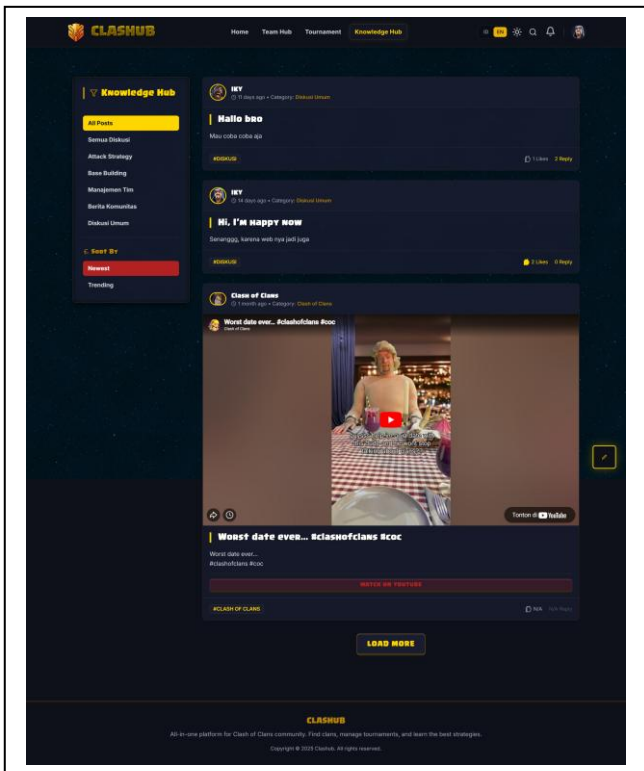 CLASHUB
Home Team Hub Tournament Knowledge Hub
EN
Knowledge Hub
All Posts
Semua Diskusi
Attack Strategy
Base Building
Manajemen Tim
Berita Komunitas
Diskusi Umum
Sort By
Newest
Trending
IKY
11 days ago • Category: Diskusi Umum
Hallo bro
Mau coba coba aja
#DISKUSI
1 Likes 2 Reply
IKY
14 days ago • Category: Diskusi Umum
Hi, I'm happy now
Senanggg, karena web nya jadi juga
#DISKUSI
2 Likes 0 Reply
Clash of Clans
1 month ago • Category: Clash of Clans
Worst date ever... #clashofclans #coc
Clash of Clans
Tonton di YouTube
Worst date ever... #clashofclans #coc
Worst date ever...
#clashofclans #coc
WATCH ON YOUTUBE
#CLASH OF CLANS
N/A N/A Reply
LOAD MORE
CLASHUB
All-in-one platform for Clash of Clans community. Find clans, manage tournaments, and learn the best strategies.
Copyright © 2025 Clashub. All rights reserved.